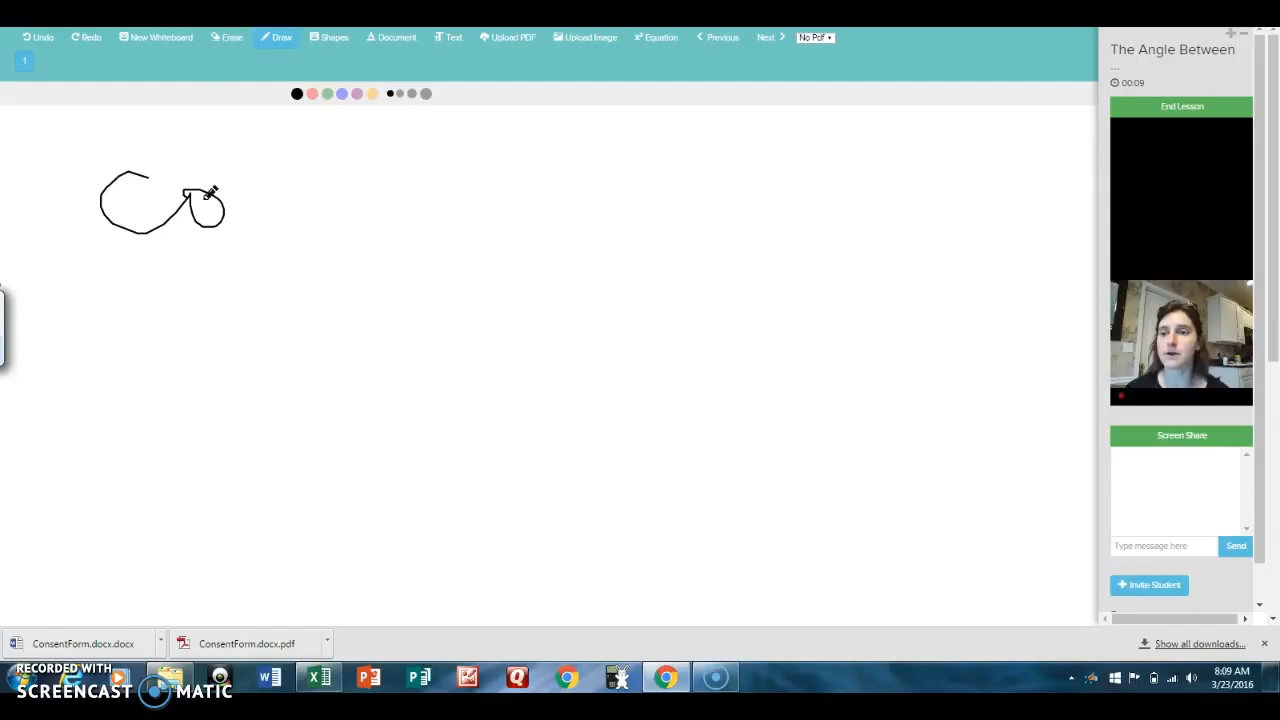 Undo Redo New Whiteboard Erase Draw Shapes Document Text Upload PDF Upload Image x² Equation Previous Next No Pdf
1
The Angle Between
...
00:09
End Lesson
Co
Screen Share
Type message here Send
Invite Student
ConsentForm.docx.docx ConsentForm.docx.pdf Show all downloads...
RECORDED WITH
SCREENCAST MATIC
8:09 AM
3/23/2016